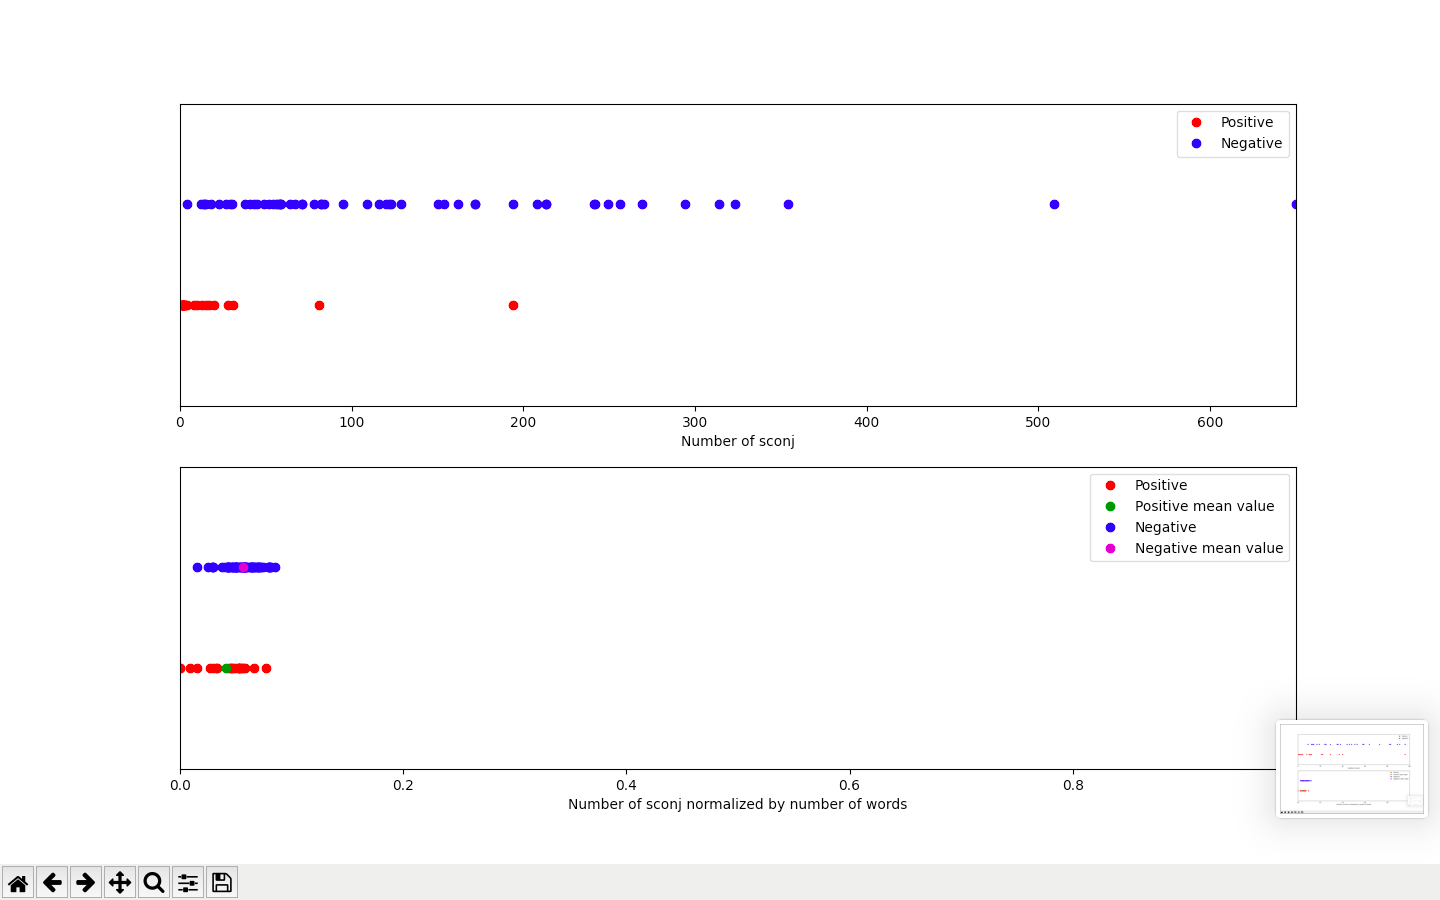 Positive
Negative
0 100 200 300 400 500 600
Number of sconj
Positive
Positive mean value
Negative
Negative mean value
0.0 0.2 0.4 0.6 0.8
Number of sconj normalized by number of words